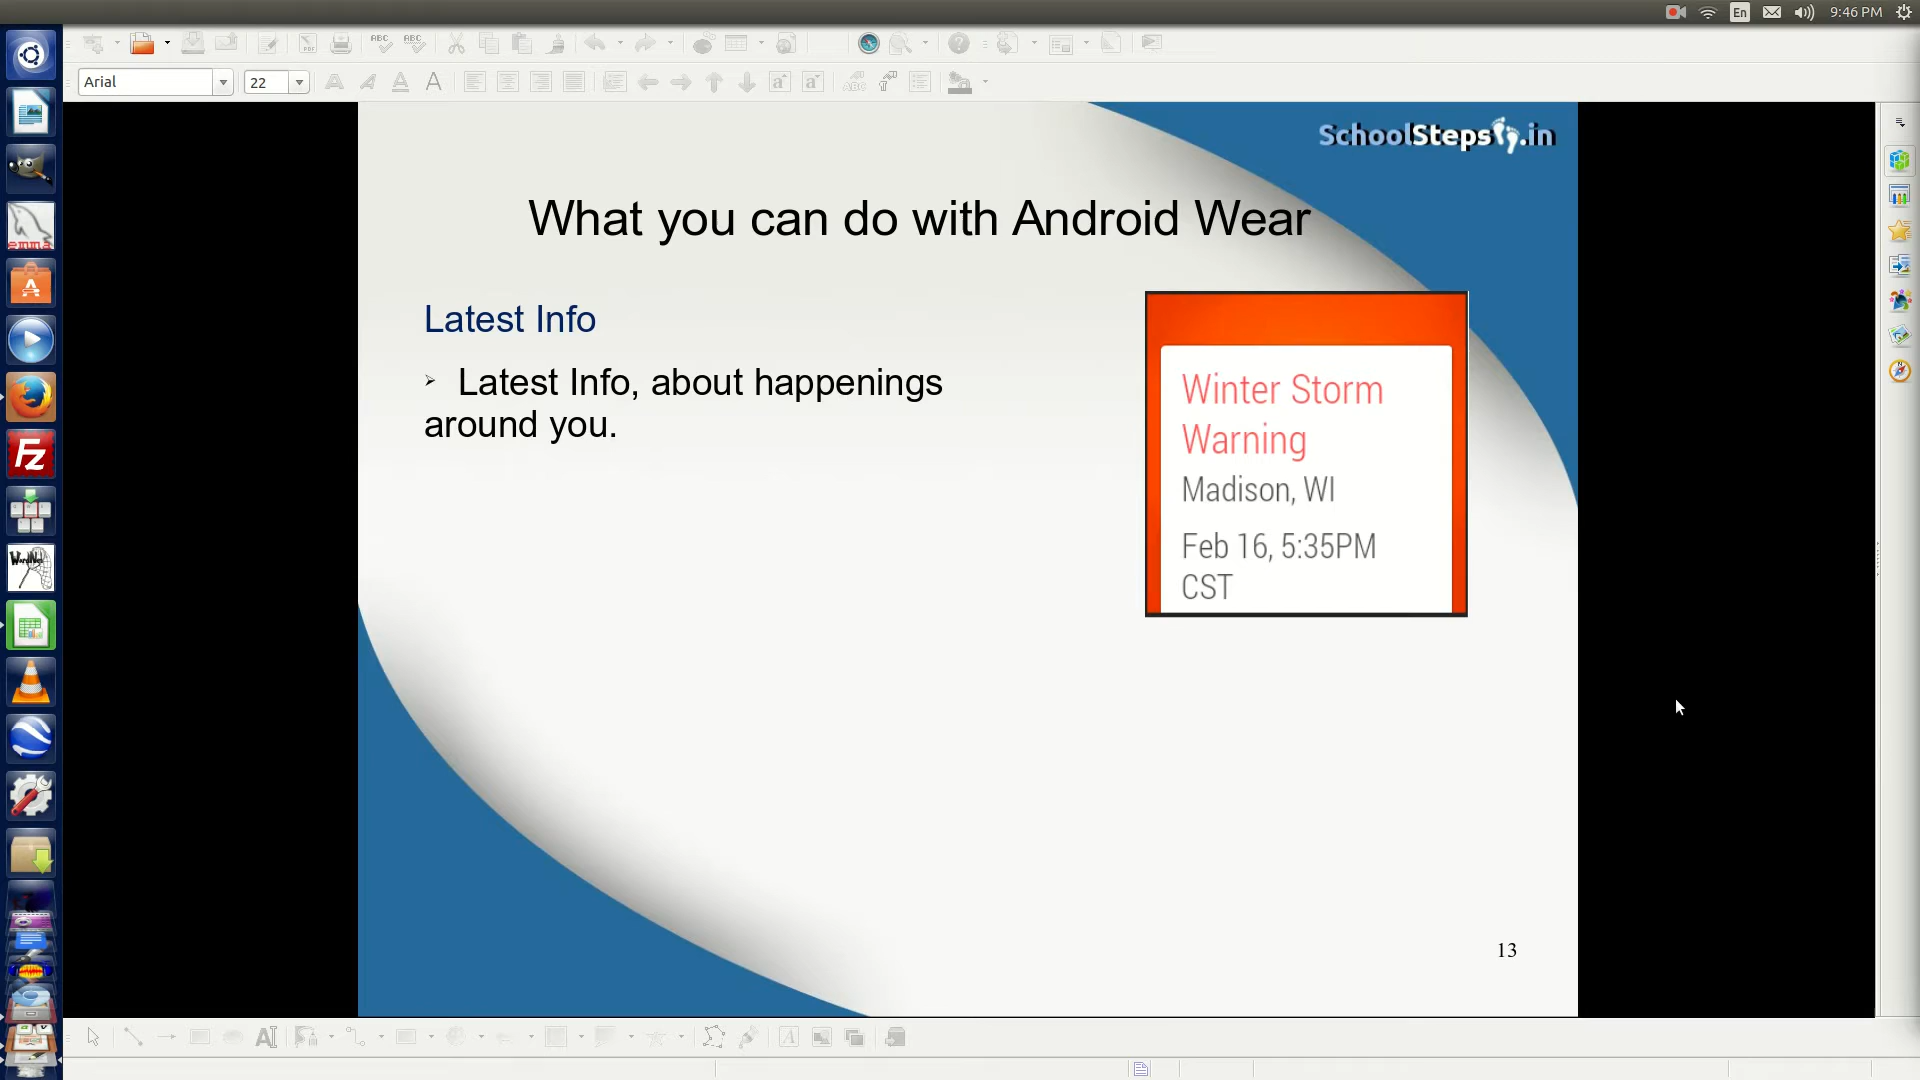 En
9:46 PM
Arial
22
SchoolSteps.in
What you can do with Android Wear
Latest Info
Latest Info, about happenings
around you.
Winter Storm
Warning
Madison, WI
Feb 16, 5:35PM
CST
13